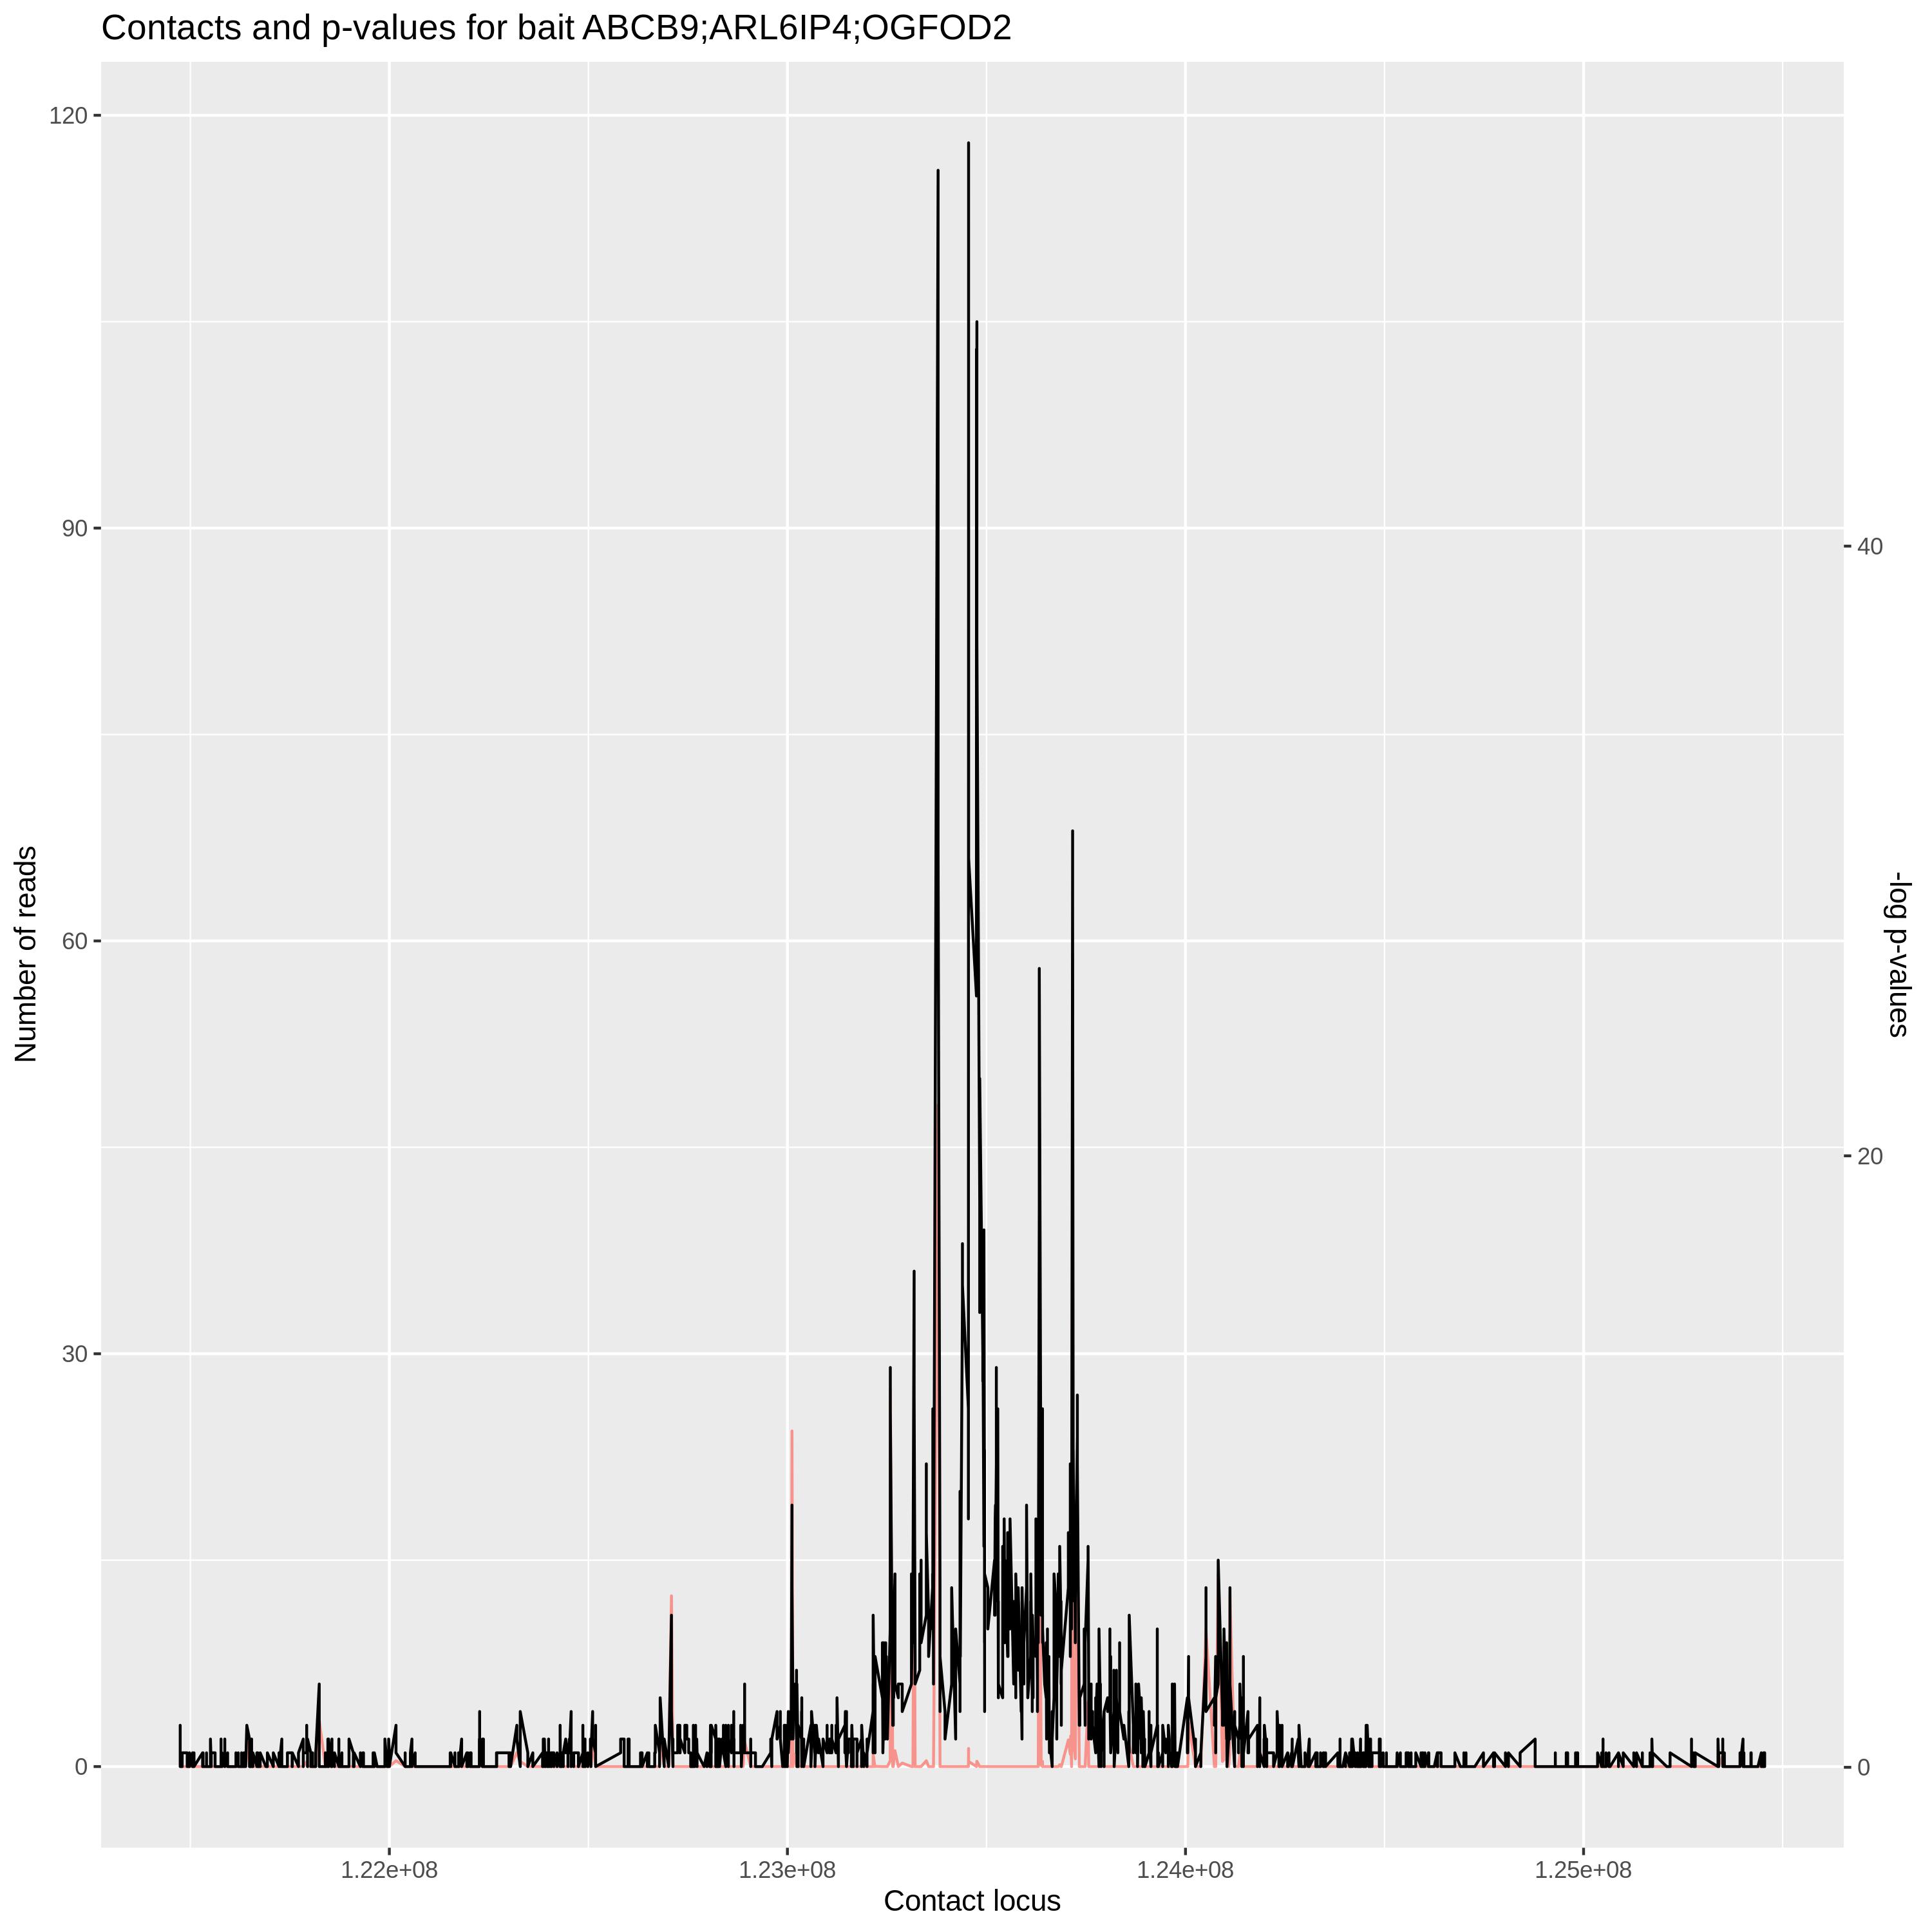 Contacts and p-values for bait ABCB9;ARL6IP4;OGFOD2
120
90
60
30
0
Number of reads
40
20
0
-log p-values
1.22e+08
1.23e+08
1.24e+08
1.25e+08
Contact locus